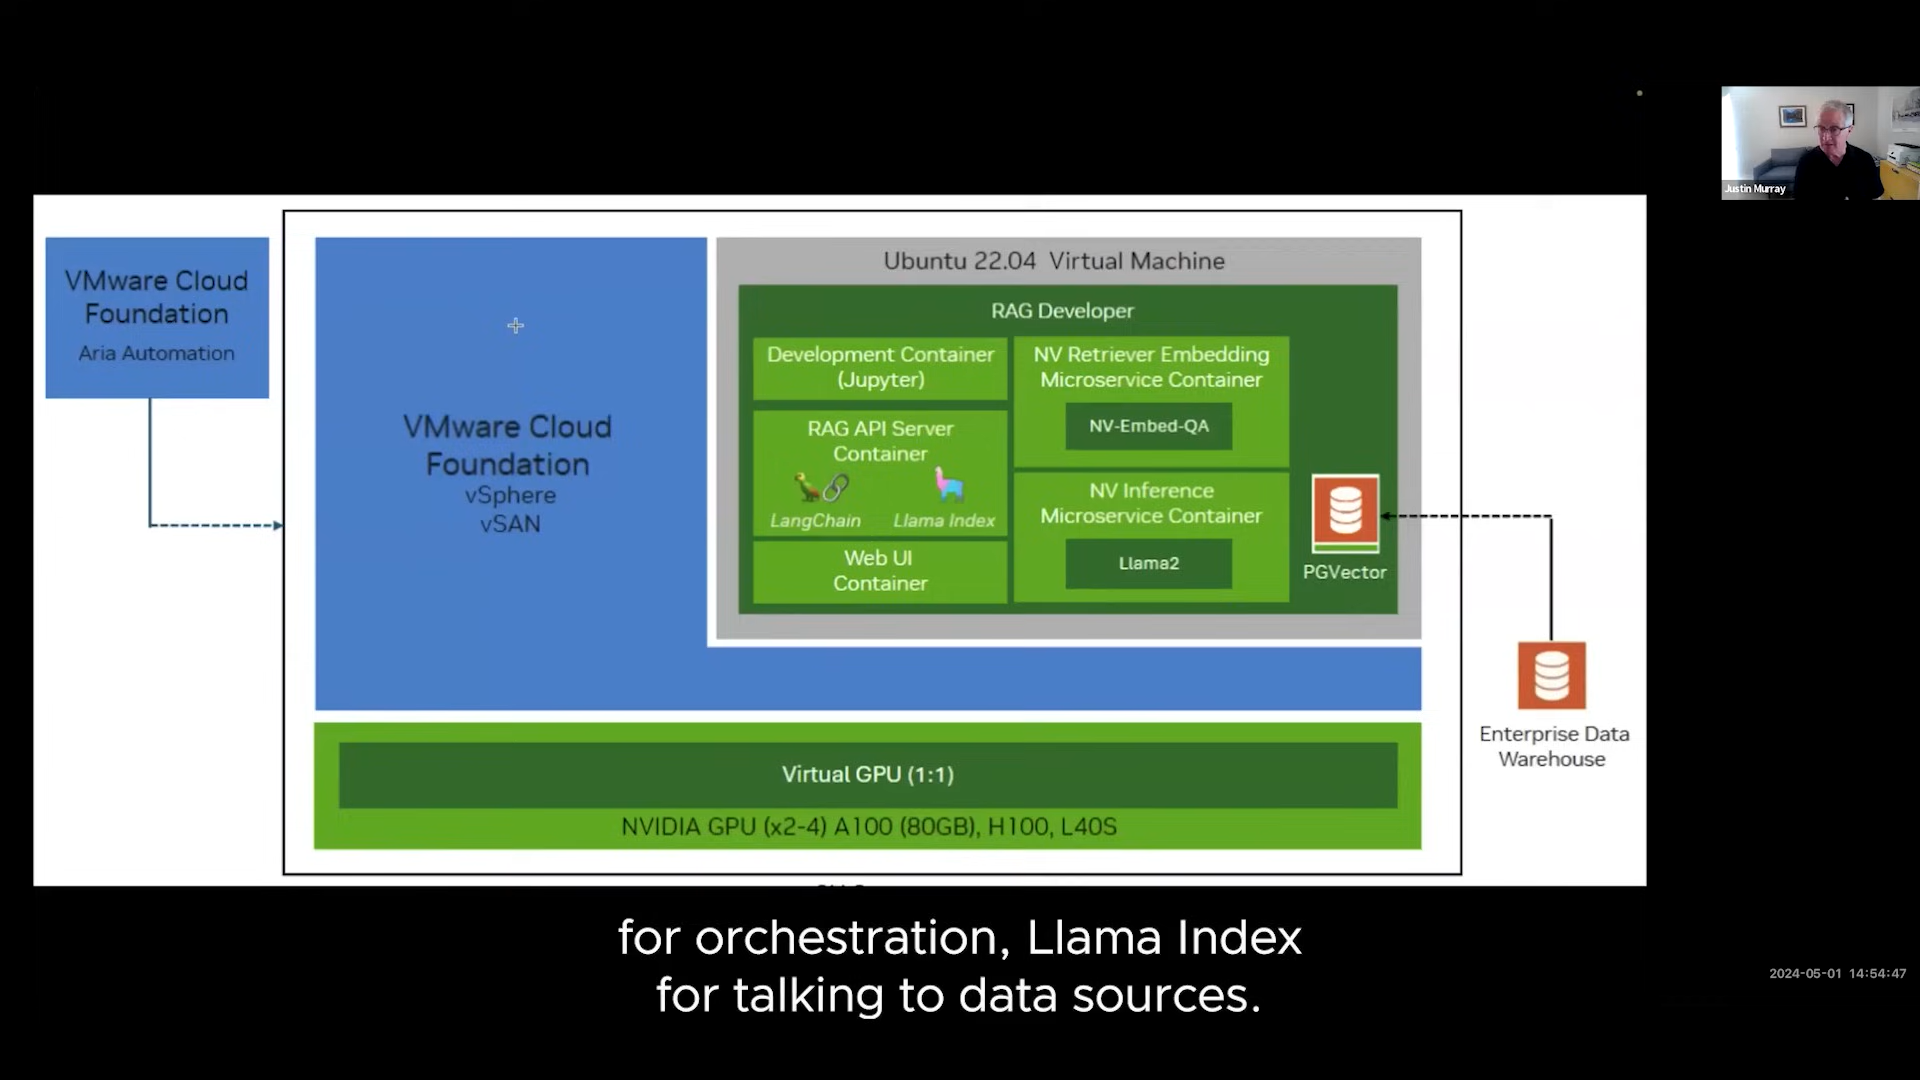 Justin Murray
VMware Cloud
Foundation
Aria Automation
VMware Cloud
Foundation
vSphere
vSAN
Ubuntu 22.04 Virtual Machine
RAG Developer
Development Container
(Jupyter)
RAG API Server
Container
LangChain
Llama Index
Web UI
Container
NV Retriever Embedding
Microservice Container
NV-Embed-QA
NV Inference
Microservice Container
Llama2
PGVector
Enterprise Data
Warehouse
Virtual GPU (1:1)
NVIDIA GPU (x2-4) A100 (80GB), H100, L40S
for orchestration, Llama Index
for talking to data sources.
2024-05-01 14:54:47